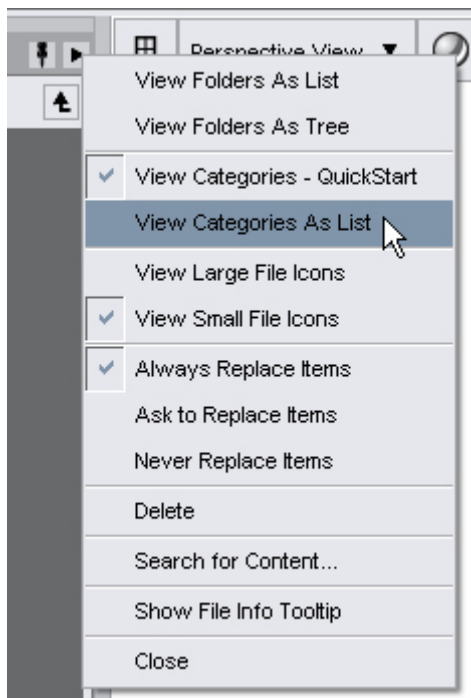 Perspective View
View Folders As List
View Folders As Tree
View Categories - QuickStart
View Categories As List
View Large File Icons
View Small File Icons
Always Replace Items
Ask to Replace Items
Never Replace Items
Delete
Search for Content...
Show File Info Tooltip
Close